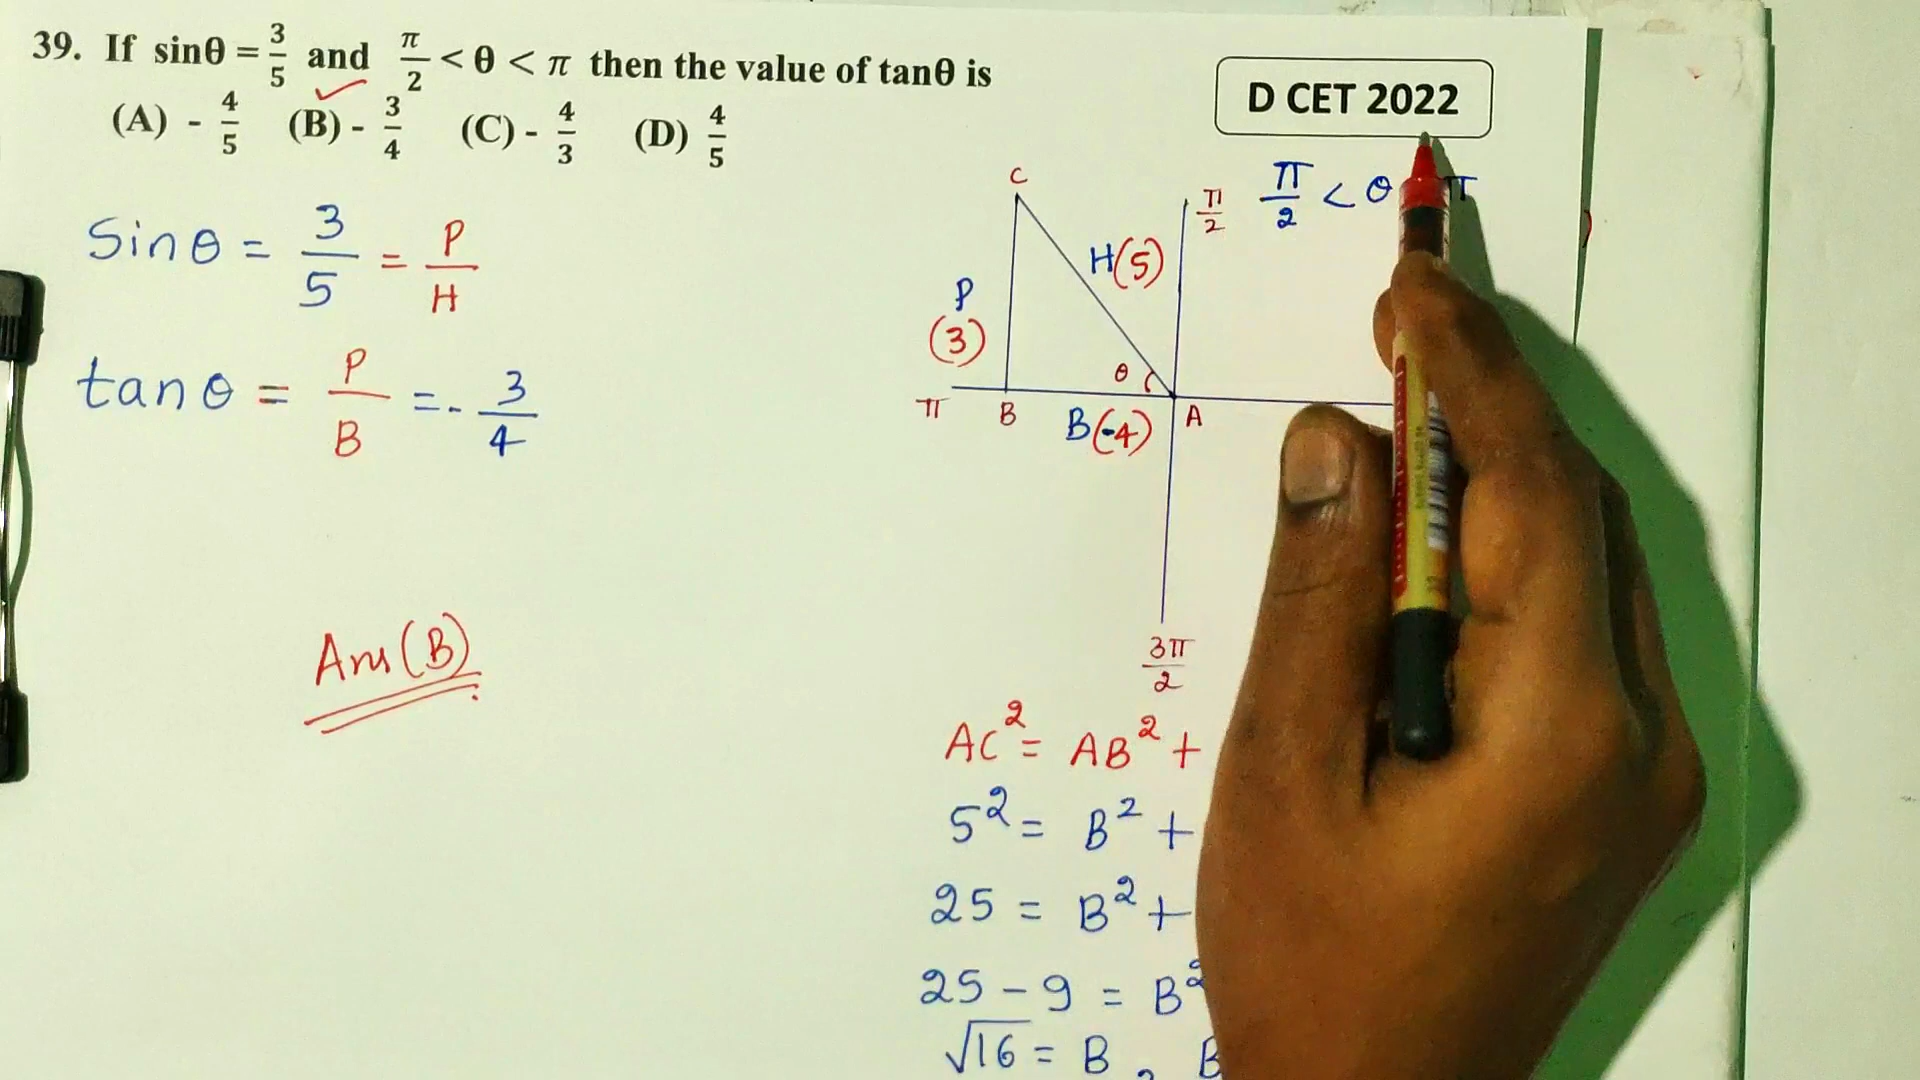 39. If sinθ = 3/5 and π/2 < θ < π then the value of tanθ is
(A) - 4/5 (B) - 3/4 (C) - 4/3 (D) 4/5
D CET 2022
Sinθ = 3/5 = P/H
tanθ = P/B = - 3/4
Ans (B)
C
π/2
π/2 < θ π
H(5)
P
(3)
θ
π B B(-4) A
3π/2
AC² = AB² +
5² = B² +
25 = B² +
25 - 9 = B²
√16 = B , B